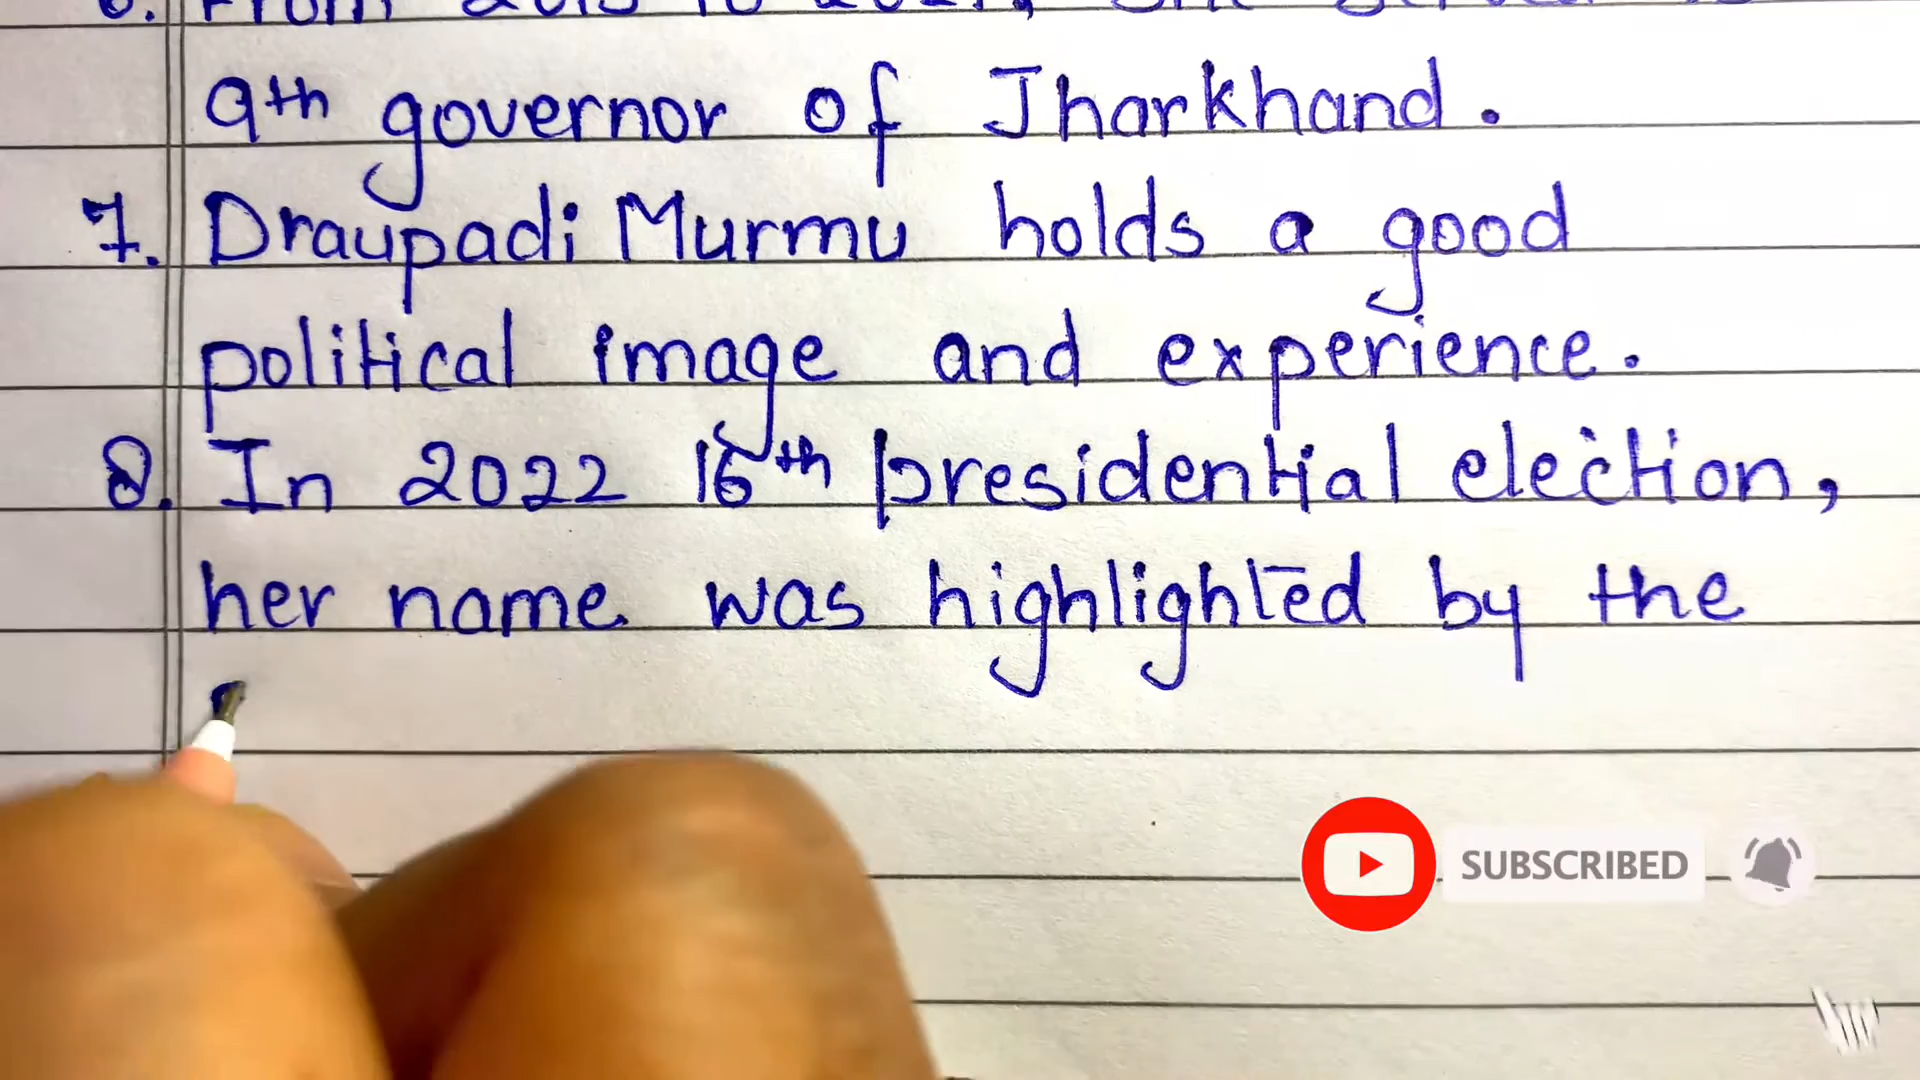 9th governor of Jharkhand.
7. Draupadi Murmu holds a good
political image and experience.
8. In 2022 16th presidential election,
her name was highlighted by the
SUBSCRIBED